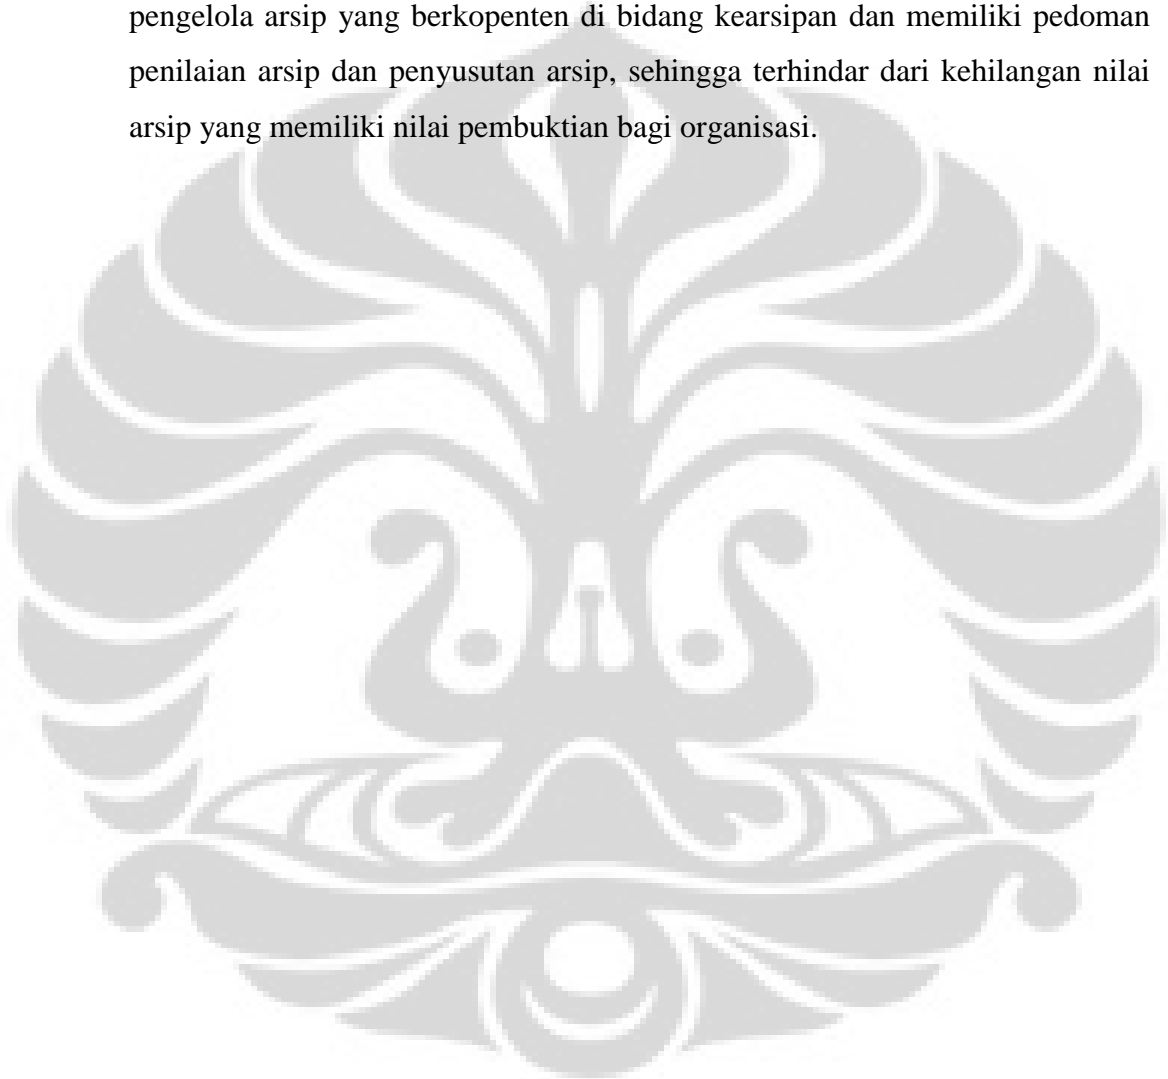 pengelola arsip yang berkopenten di bidang kearsipan dan memiliki pedoman
penilaian arsip dan penyusutan arsip, sehingga terhindar dari kehilangan nilai
arsip yang memiliki nilai pembuktian bagi organisasi.